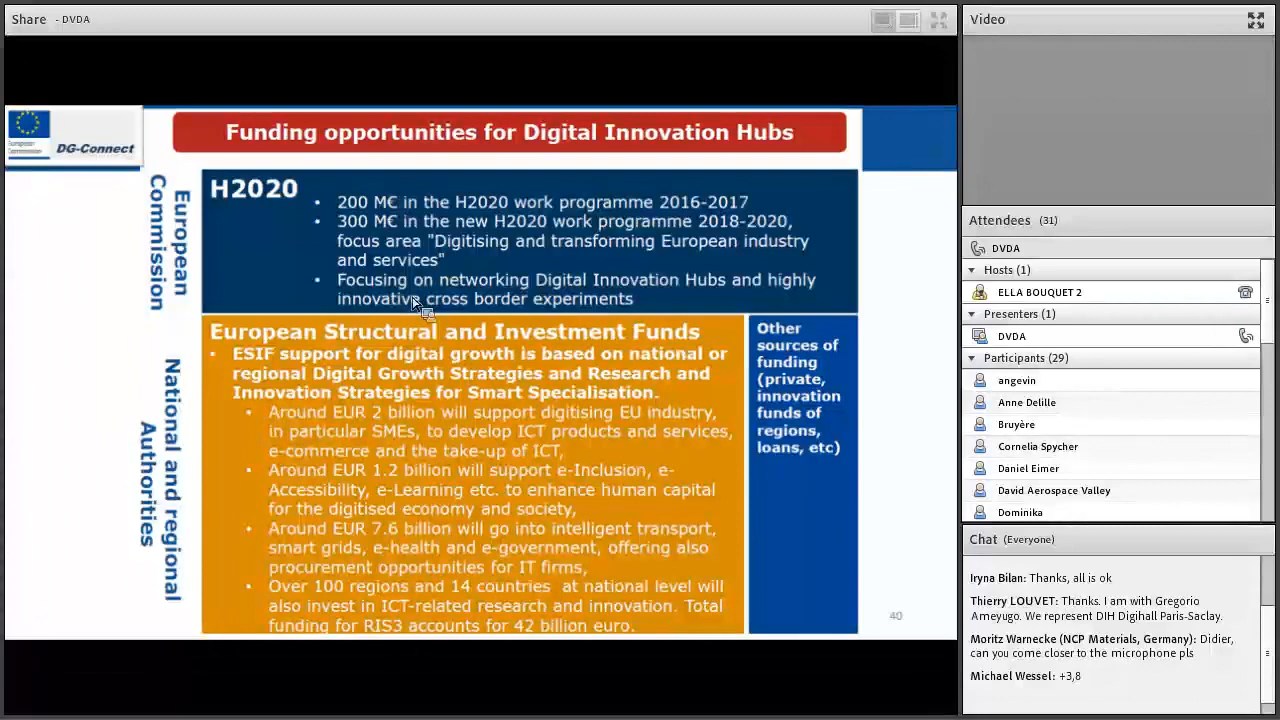 Share - DVDA
Funding opportunities for Digital Innovation Hubs
DG-Connect
European
Commission
H2020
• 200 M€ in the H2020 work programme 2016-2017
• 300 M€ in the new H2020 work programme 2018-2020,
focus area "Digitising and transforming European industry
and services"
• Focusing on networking Digital Innovation Hubs and highly
innovative cross border experiments
National and regional
Authorities
European Structural and Investment Funds
• ESIF support for digital growth is based on national or
regional Digital Growth Strategies and Research and
Innovation Strategies for Smart Specialisation.
• Around EUR 2 billion will support digitising EU industry,
in particular SMEs, to develop ICT products and services,
e-commerce and the take-up of ICT,
• Around EUR 1.2 billion will support e-Inclusion, e-
Accessibility, e-Learning etc. to enhance human capital
for the digitised economy and society,
• Around EUR 7.6 billion will go into intelligent transport,
smart grids, e-health and e-government, offering also
procurement opportunities for IT firms,
• Over 100 regions and 14 countries at national level will
also invest in ICT-related research and innovation. Total
funding for RIS3 accounts for 42 billion euro.
Other
sources of
funding
(private,
innovation
funds of
regions,
loans, etc)
40
Video
Attendees (31)
DVDA
Hosts (1)
ELLA BOUQUET 2
Presenters (1)
DVDA
Participants (29)
angevin
Anne Delille
Bruyère
Cornelia Spycher
Daniel Eimer
David Aerospace Valley
Dominika
Chat (Everyone)
Iryna Bilan: Thanks, all is ok
Thierry LOUVET: Thanks. I am with Gregorio
Ameyugo. We represent DIH Digihall Paris-Saclay.
Moritz Warnecke (NCP Materials, Germany): Didier,
can you come closer to the microphone pls
Michael Wessel: +3,8